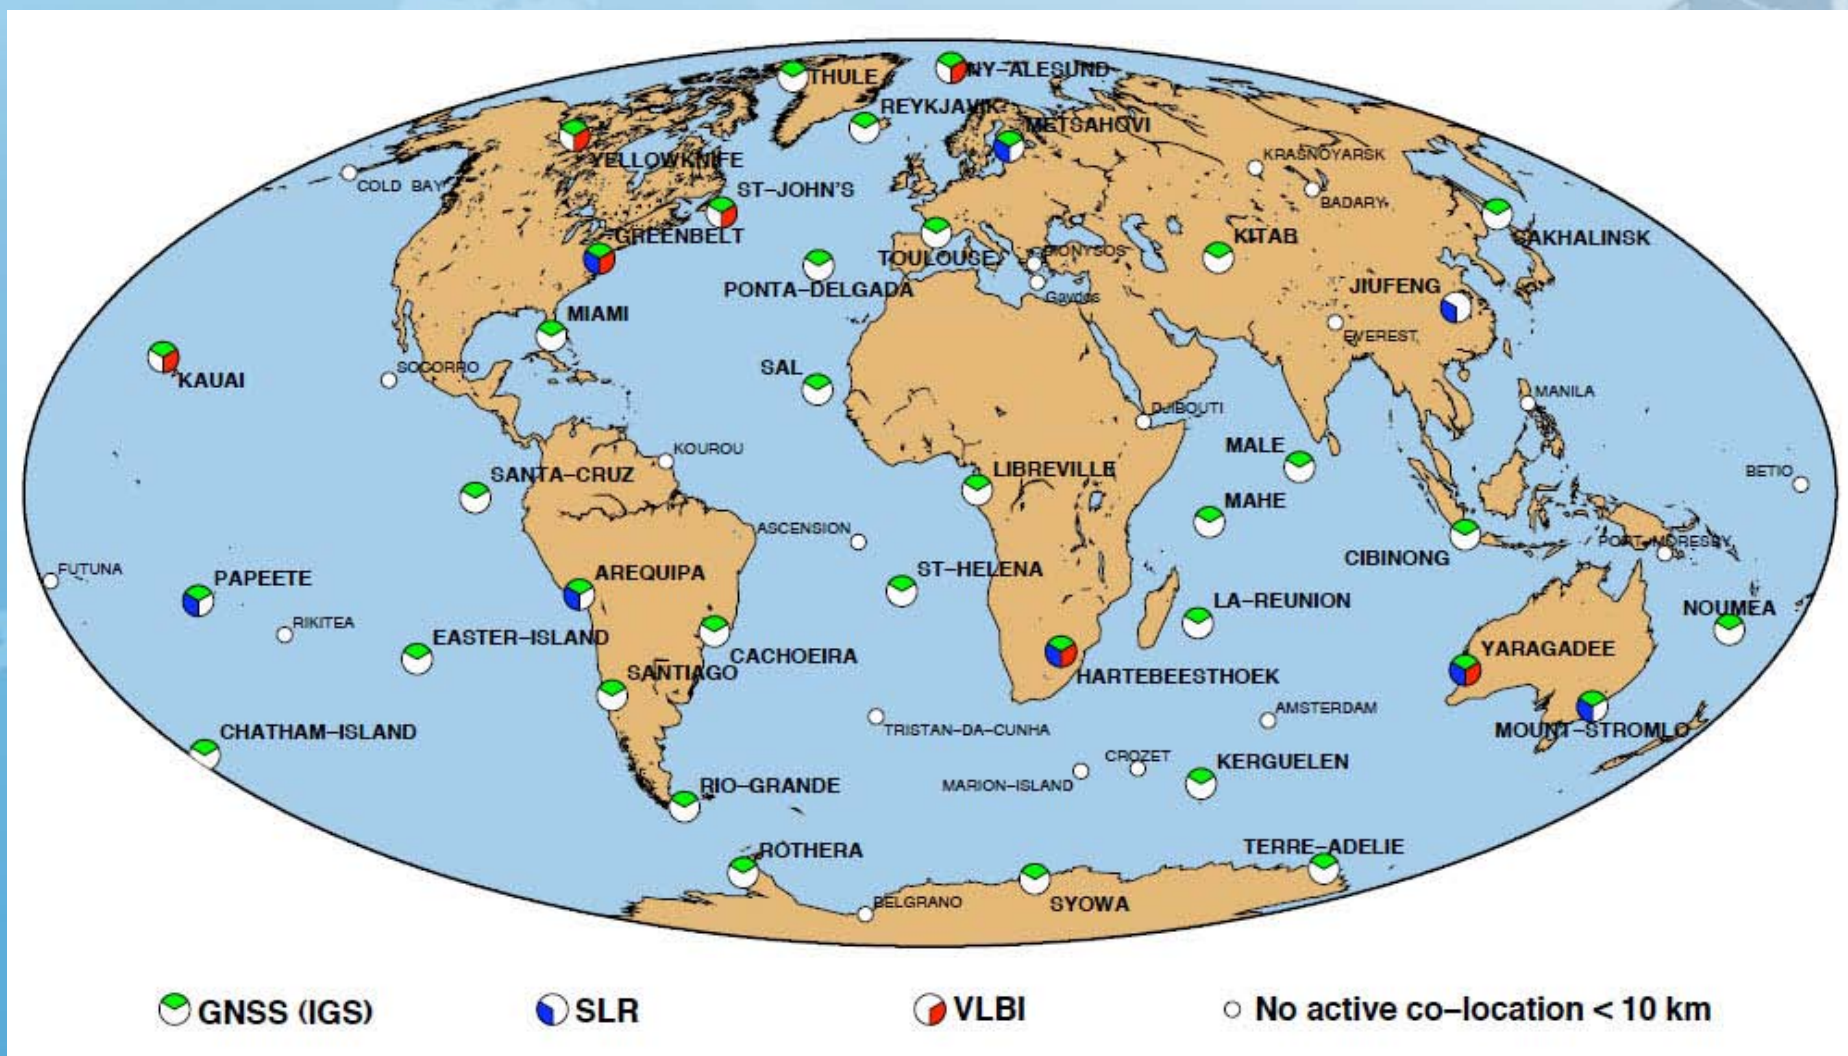 THULE
NY-ALESUND
REYKJAVIK
METSAHOVI
YELLOWKNIFE
KRASNOYARSK
COLD BAY
ST-JOHN'S
BADARY
GREENBELT
KITAB
SAKHALINSK
TOULOUSE
DIONYSOS
PONTA-DELGADA
JIUFENG
Gavdos
MIAMI
EVEREST
KAUAI
SOCORRO
SAL
MANILA
DJIBOUTI
KOUROU
MALE
SANTA-CRUZ
LIBREVILLE
BETIO
MAHE
ASCENSION
PORT-MORESBY
CIBINONG
FUTUNA
PAPEETE
AREQUIPA
ST-HELENA
LA-REUNION
NOUMEA
RIKITEA
EASTER-ISLAND
CACHOEIRA
YARAGADEE
SANTIAGO
HARTEBEESTHOEK
AMSTERDAM
CHATHAM-ISLAND
TRISTAN-DA-CUNHA
MOUNT-STROMLO
CROZET
KERGUELEN
RIO-GRANDE
MARION-ISLAND
ROTHERA
TERRE-ADELIE
BELGRANO
SYOWA
GNSS (IGS)
SLR
VLBI
No active co-location < 10 km